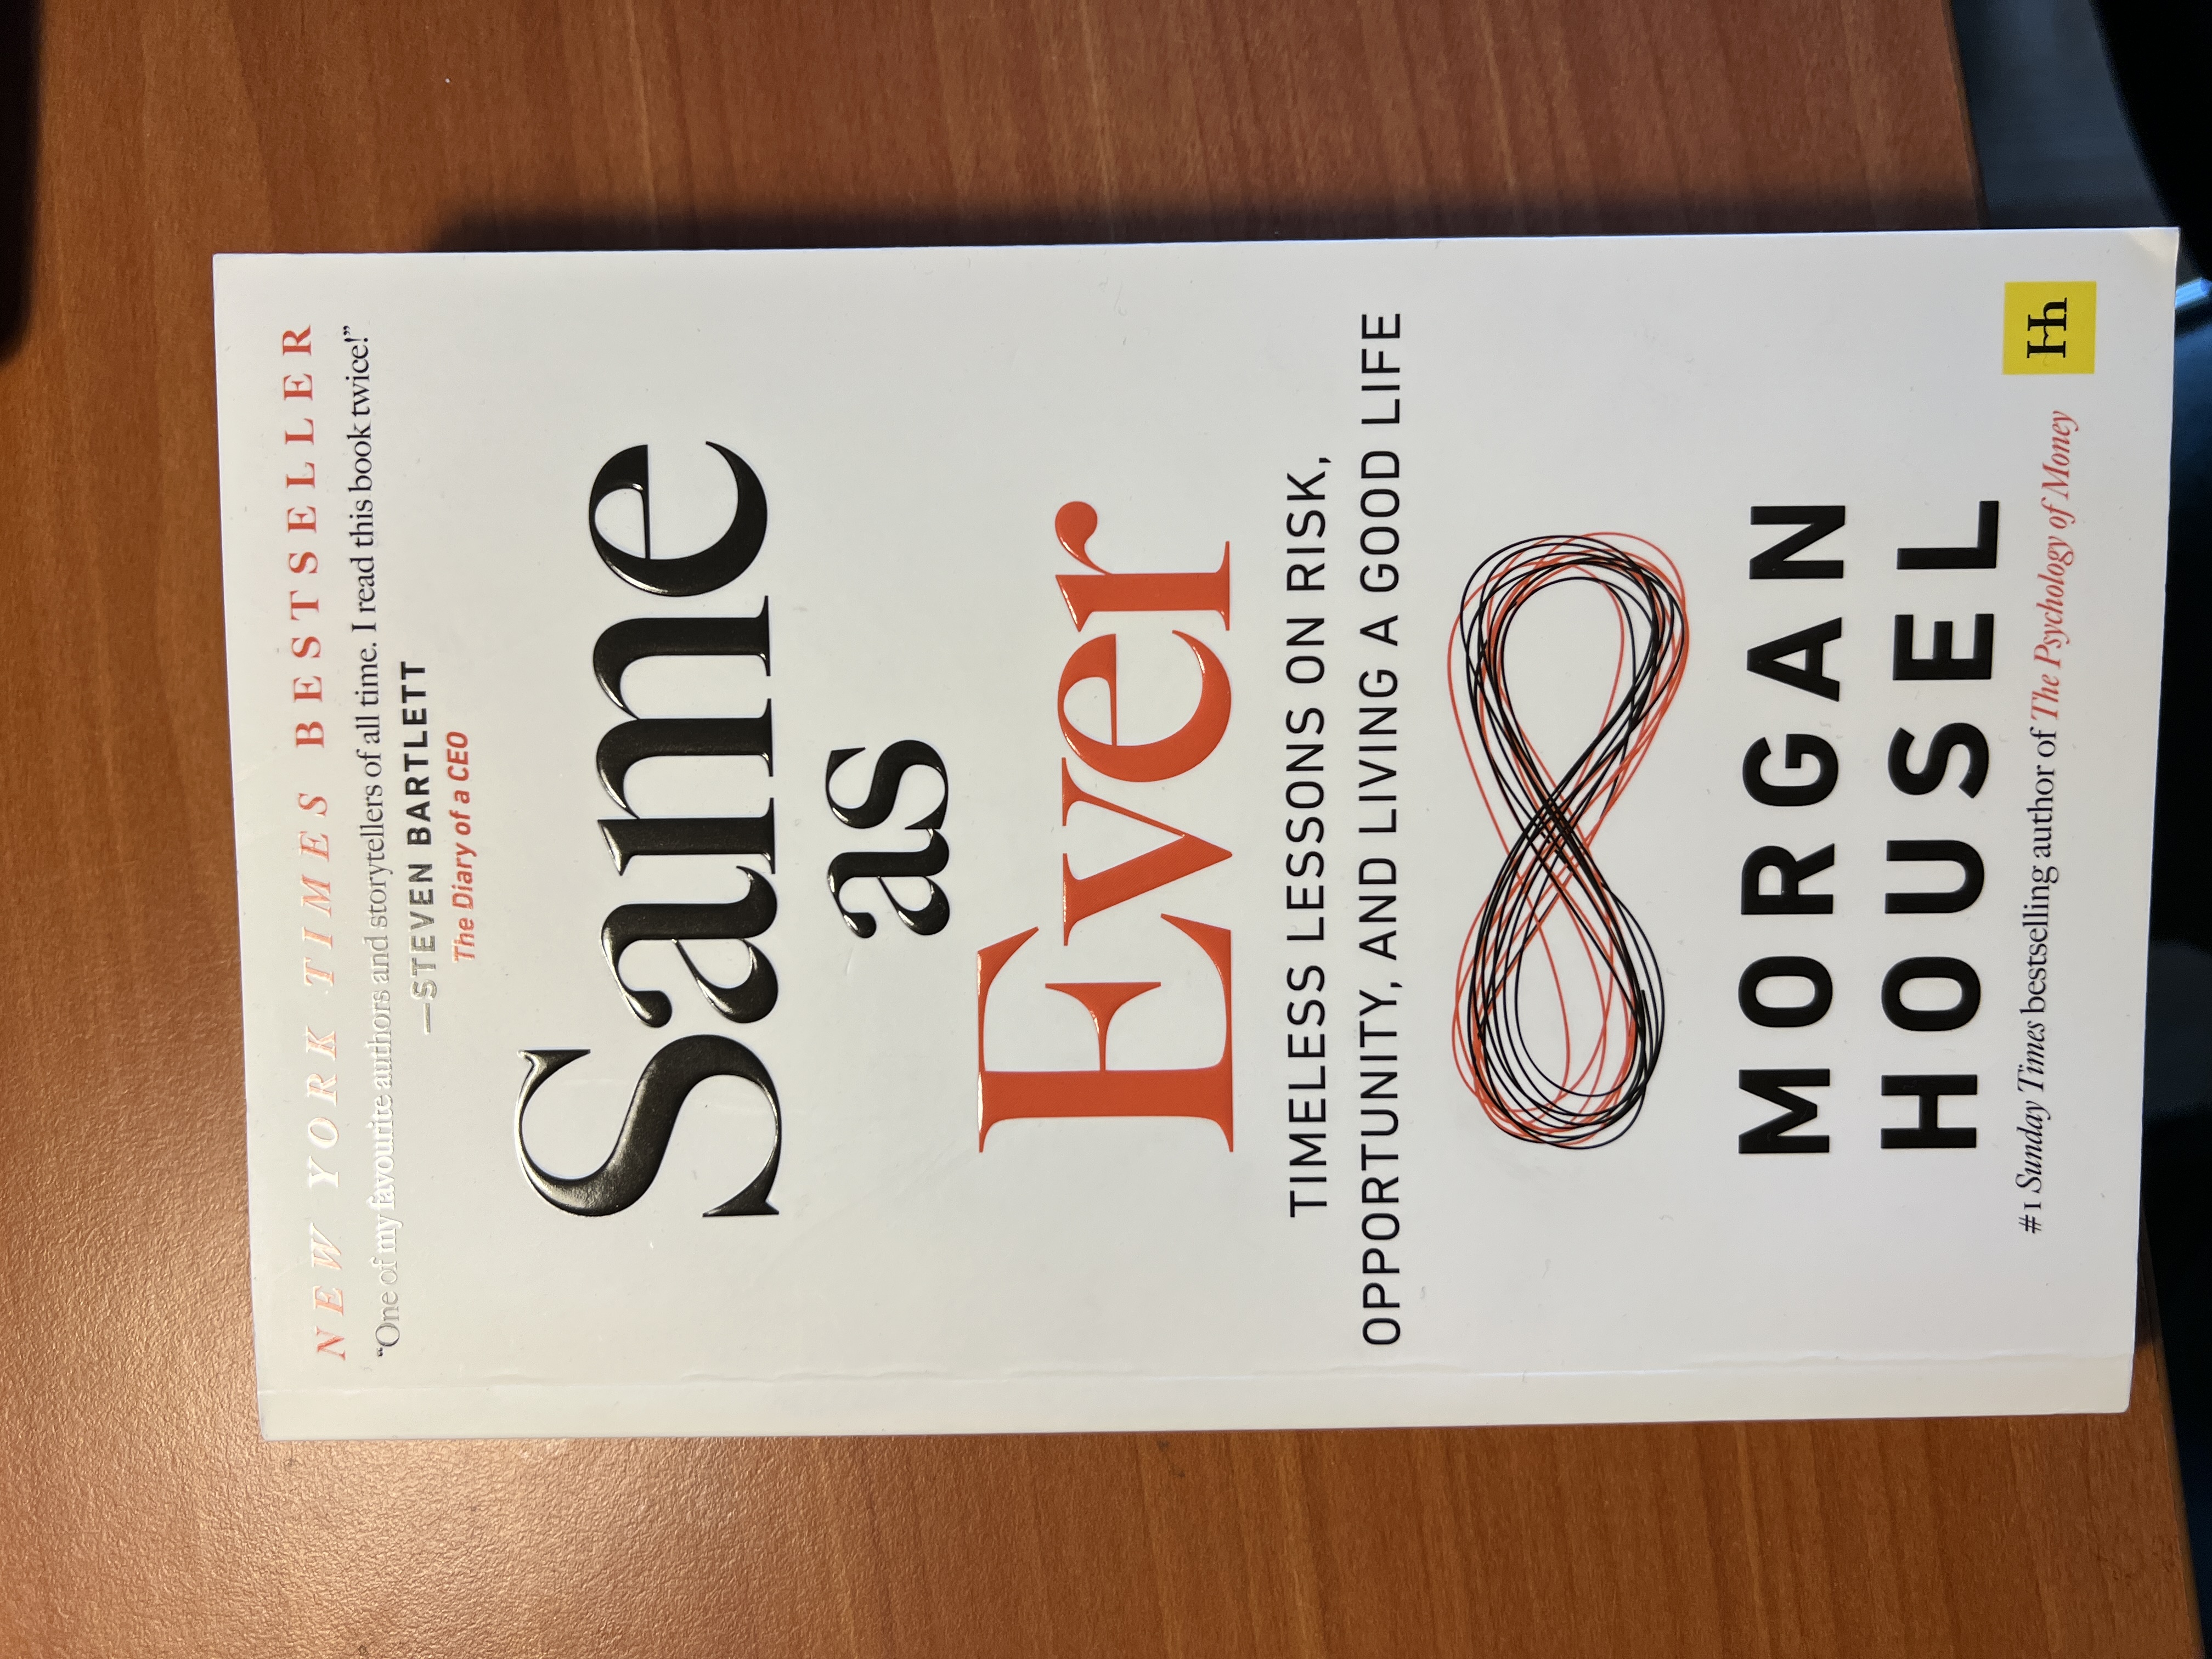 NEW YORK TIMES BESTSELLER
“One of my favourite authors and storytellers of all time. I read this book twice!”
—STEVEN BARTLETT
The Diary of a CEO
Same
as
Ever
TIMELESS LESSONS ON RISK,
OPPORTUNITY, AND LIVING A GOOD LIFE
MORGAN
HOUSEL
#1 Sunday Times bestselling author of The Psychology of Money
Hh